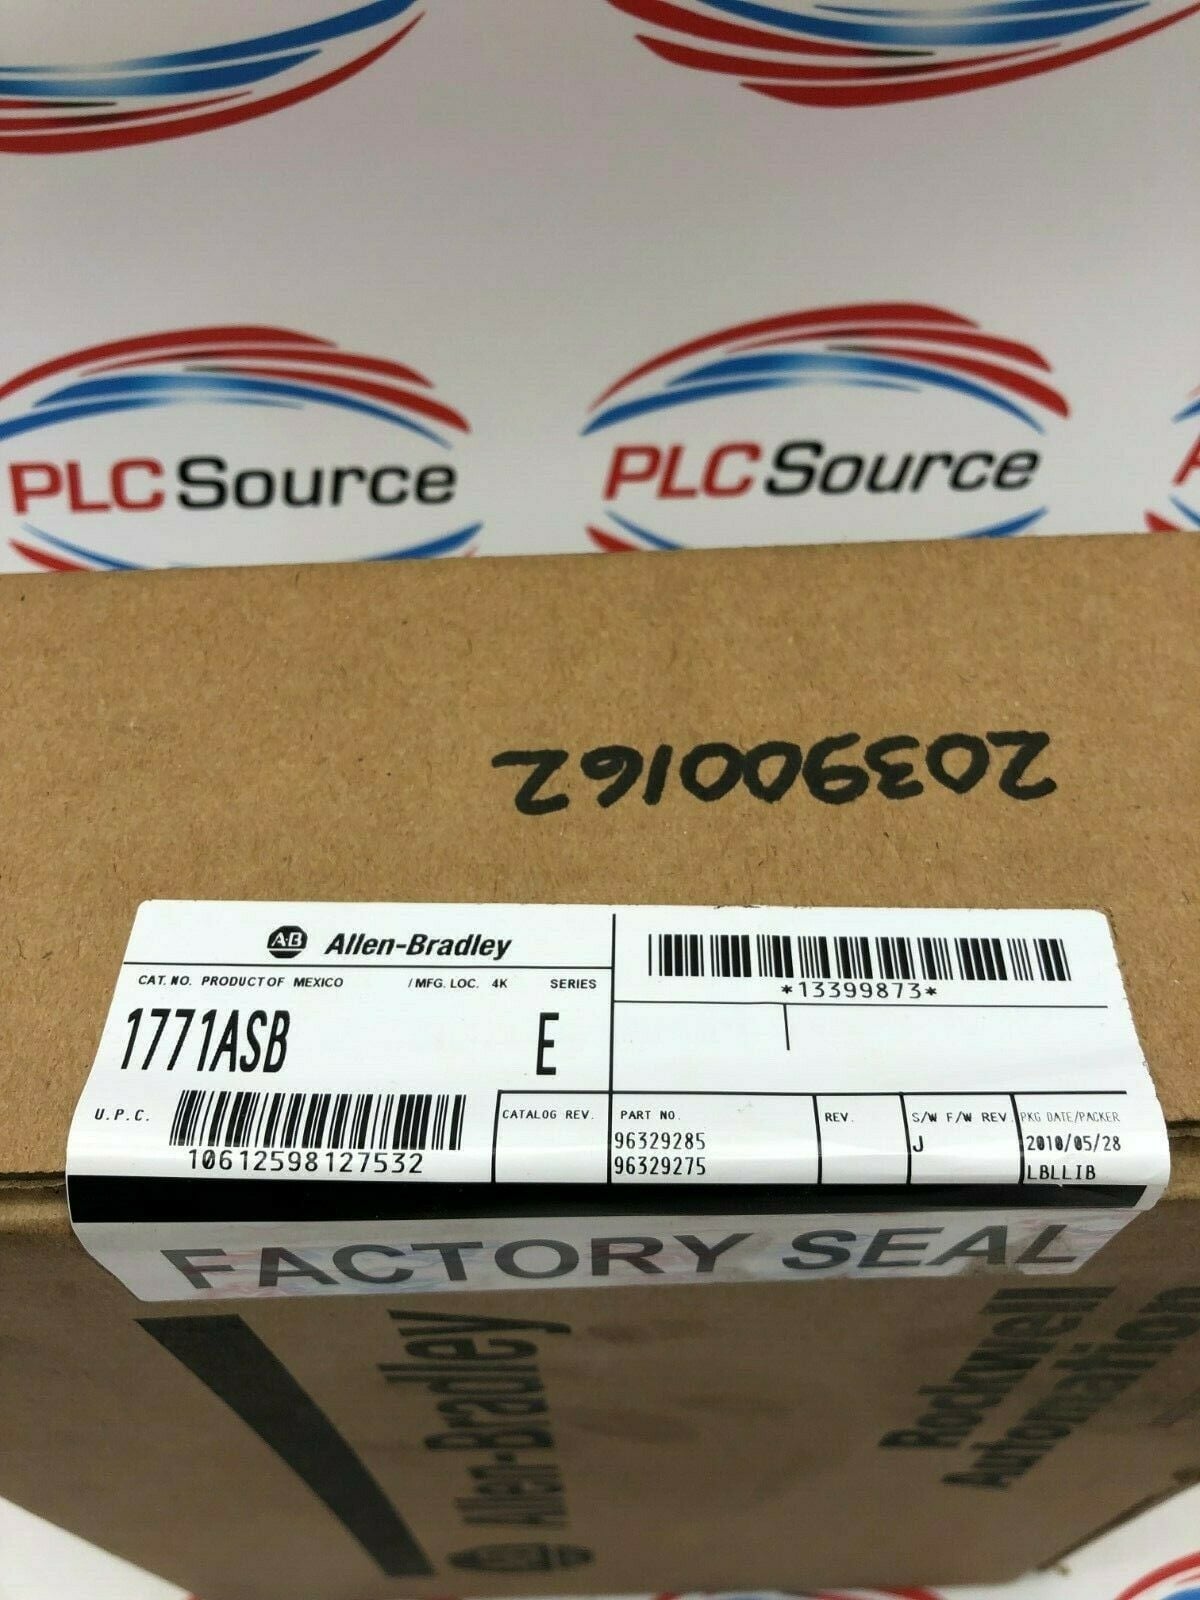 PLC Source
PLC Source
203900162
A-B Allen-Bradley
CAT. NO. PRODUCT OF MEXICO / MFG. LOC. 4K SERIES
1771ASB E
*13399873*
U.P.C.
10612598127532
CATALOG REV.
PART NO.
96329285
96329275
REV.
S/W F/W REV.
J
PKG DATE/PACKER
2010/05/28
LBLLIB
FACTORY SEAL
Allen-Bradley
Rockwell
Automation